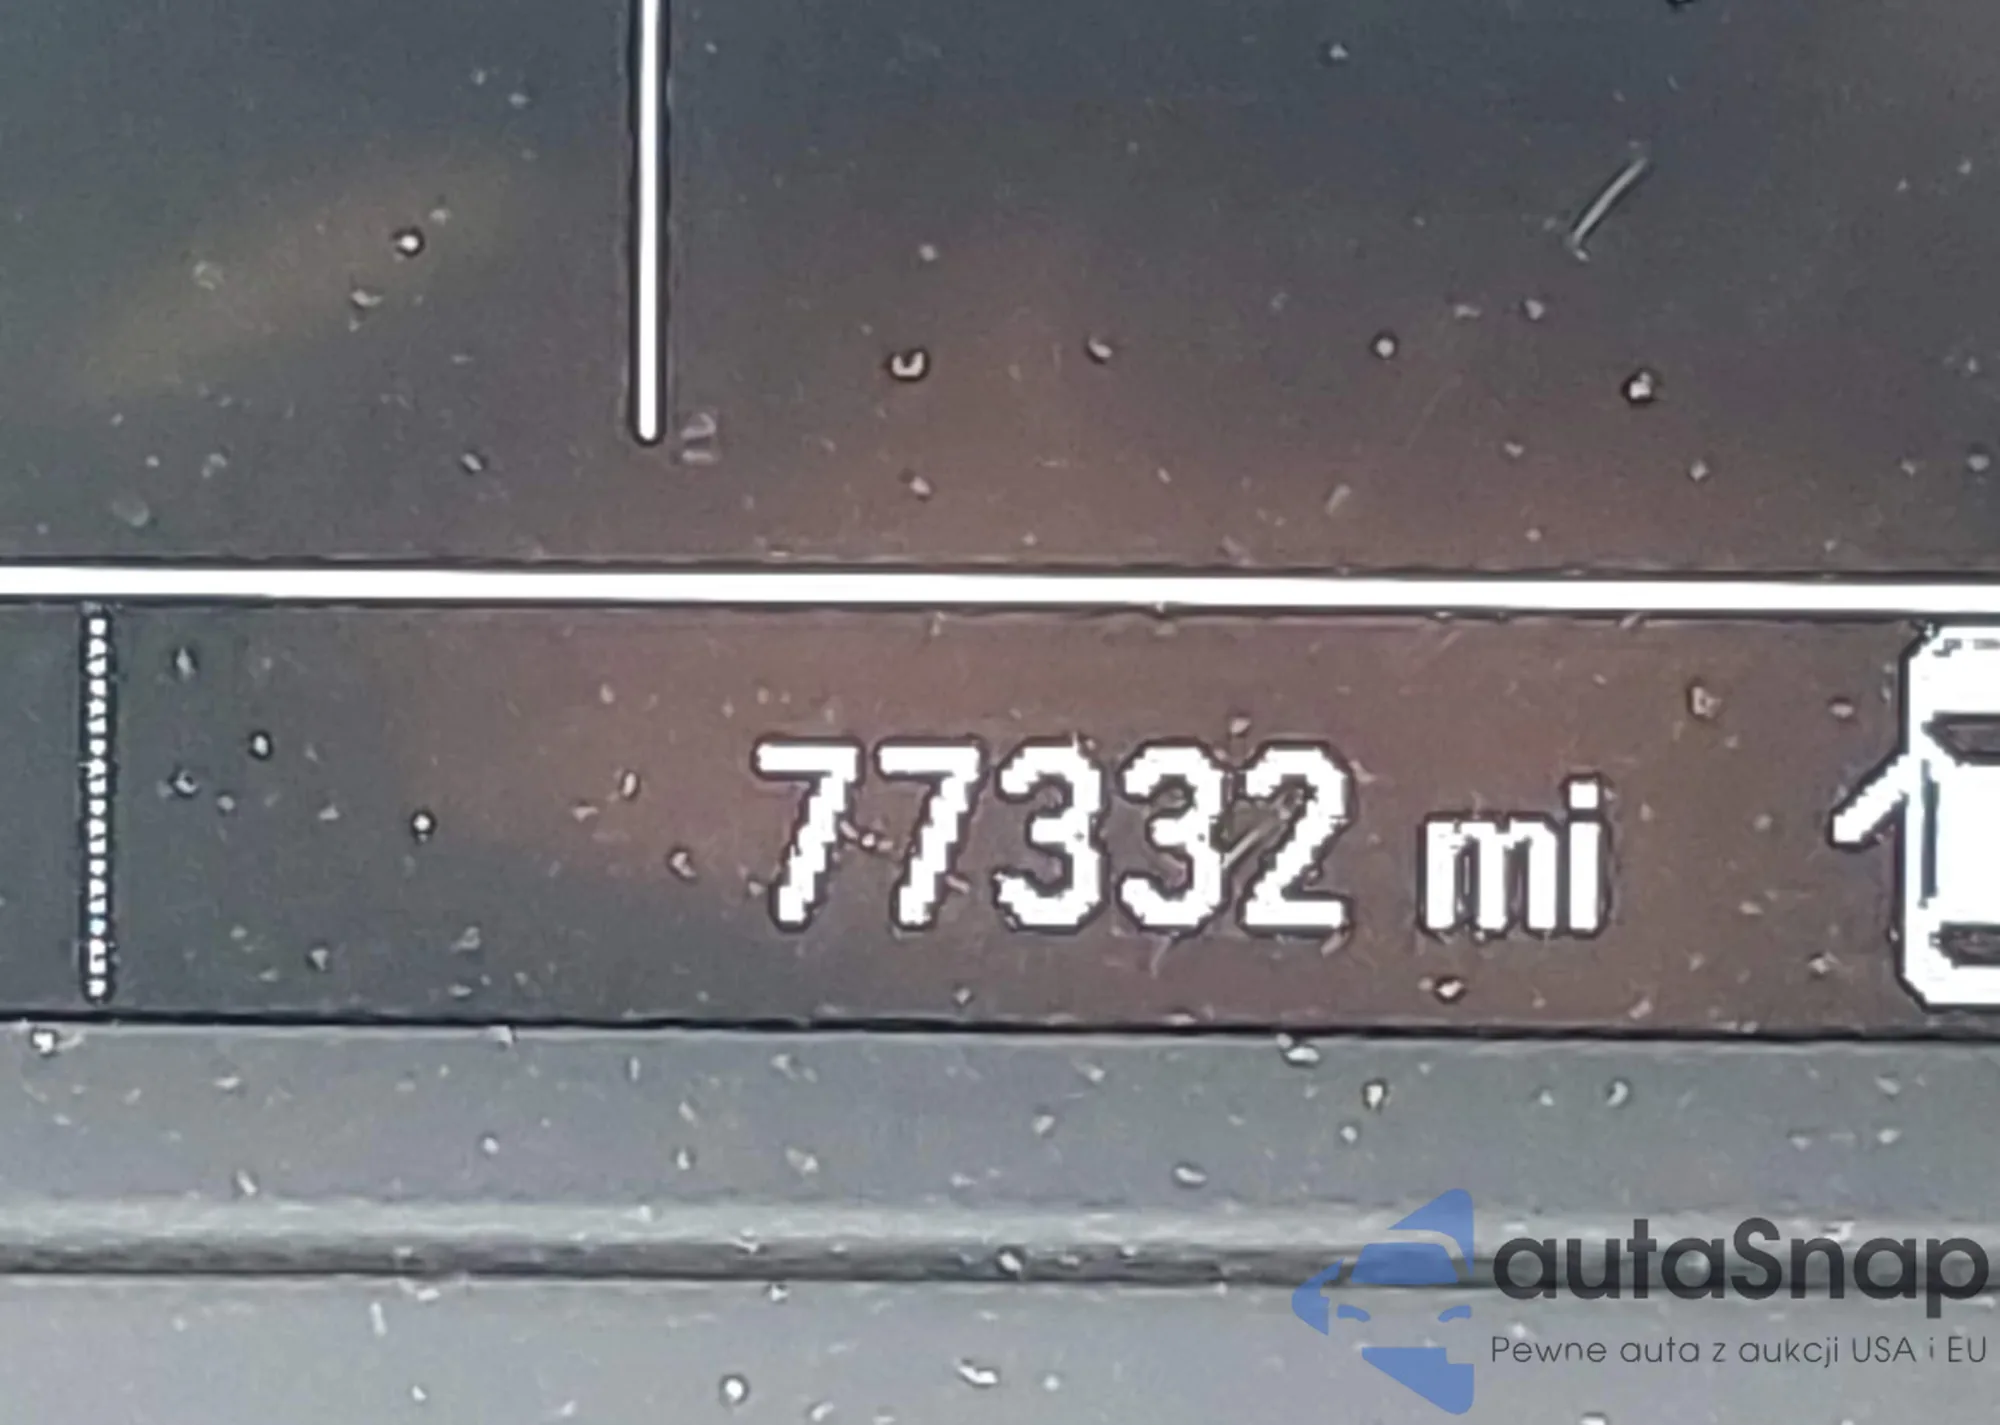 77332 mi
autaSnap
Pewne auta z aukcji USA i EU